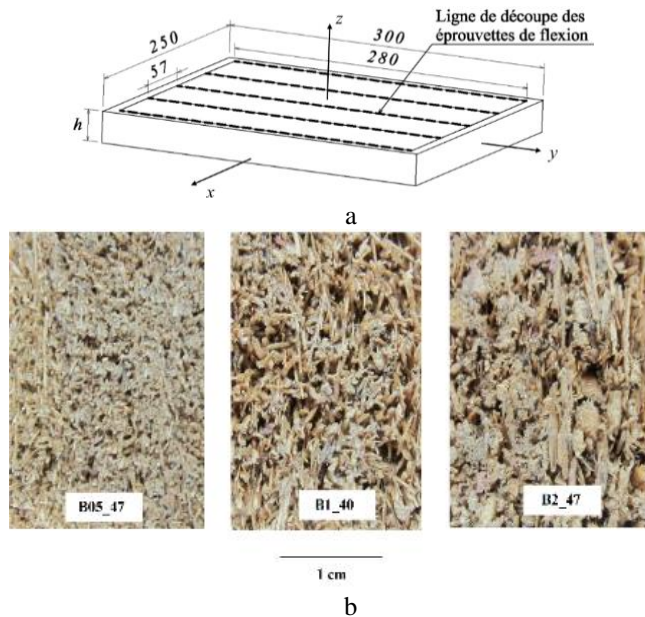 z
Ligne de découpe des
éprouvettes de flexion
250
300
57
280
h
y
x
a
B05_47
B1_40
B2_47
1 cm
b